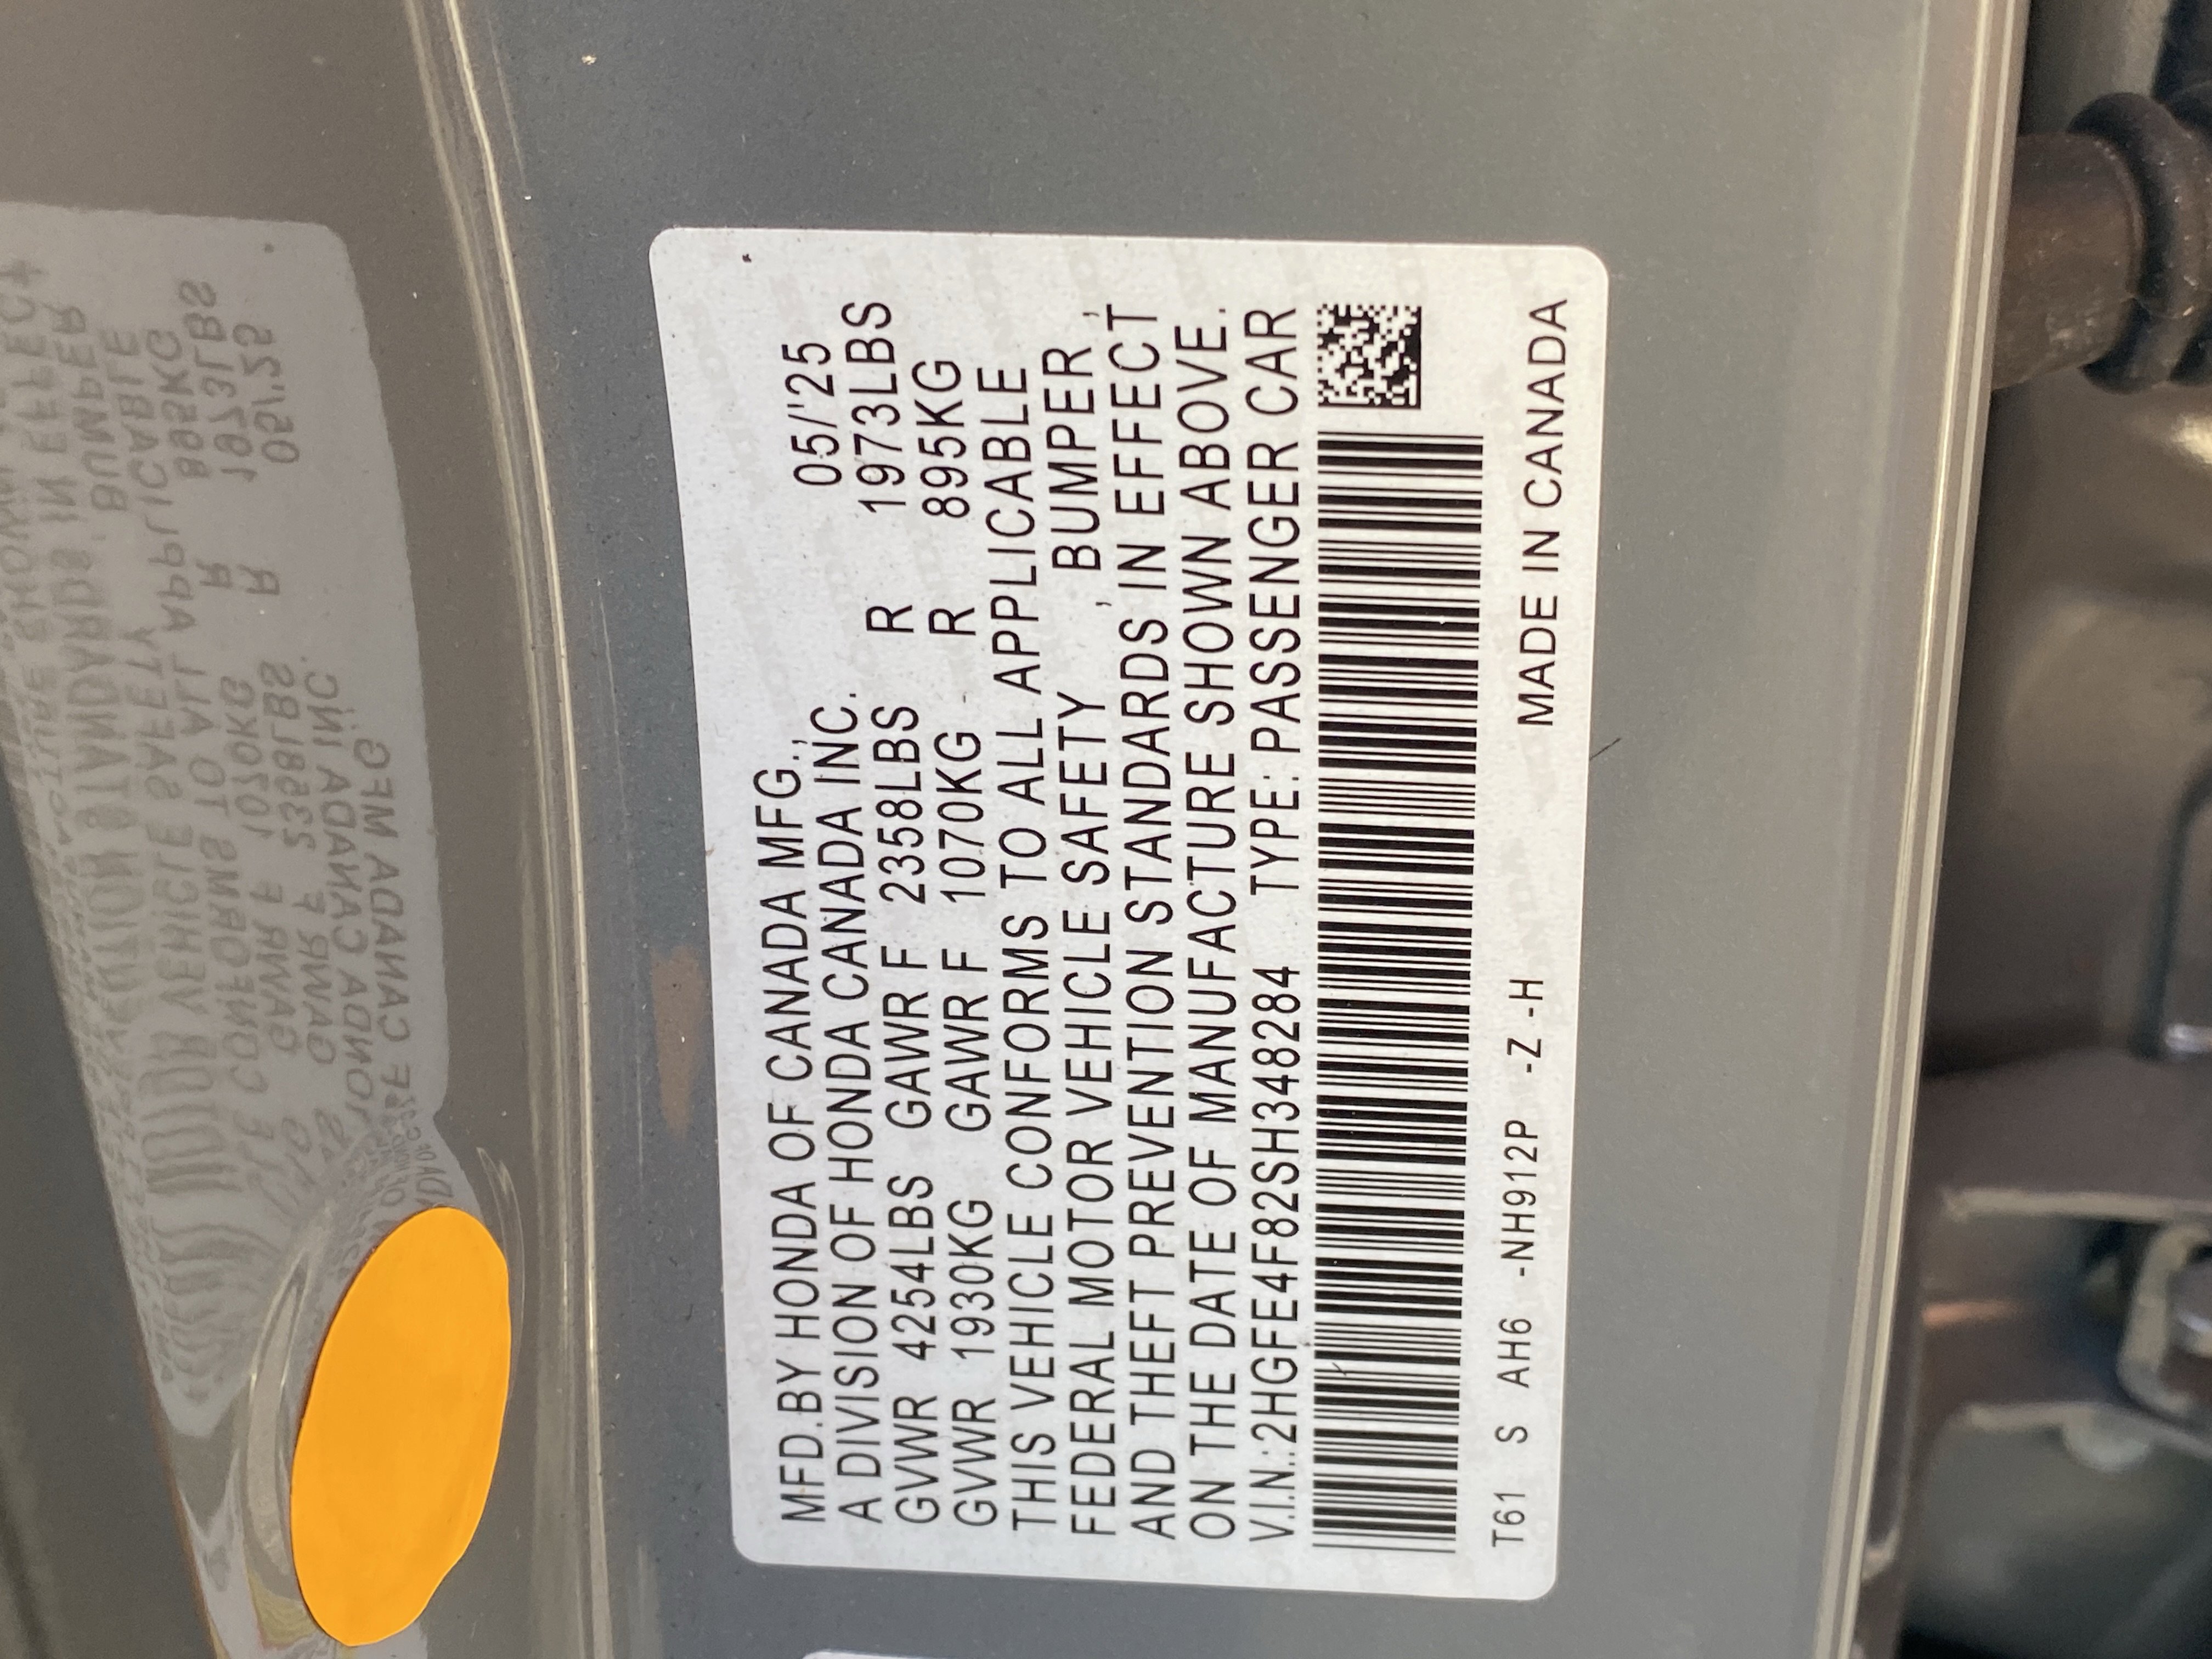 MFD.BY HONDA OF CANADA MFG., 05/'25
A DIVISION OF HONDA CANADA INC.
GVWR 4254LBS GAWR F 2358LBS R 1973LBS
GVWR 1930KG GAWR F 1070KG R 895KG
THIS VEHICLE CONFORMS TO ALL APPLICABLE
FEDERAL MOTOR VEHICLE SAFETY , BUMPER ,
AND THEFT PREVENTION STANDARDS IN EFFECT
ON THE DATE OF MANUFACTURE SHOWN ABOVE.
V.I.N.:2HGFE4F82SH348284 TYPE: PASSENGER CAR
T61 S AH6 -NH912P -Z -H MADE IN CANADA